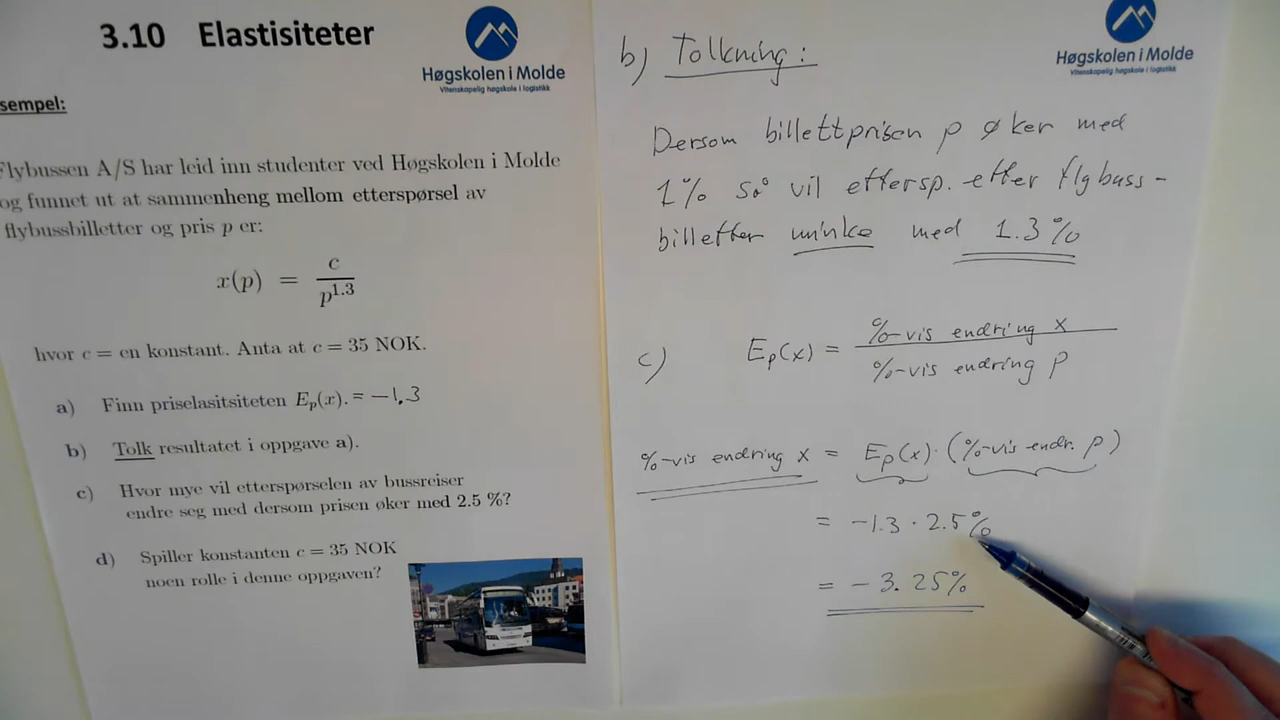 3.10 Elastisiteter
Høgskolen i Molde
Vitenskapelig høgskole i logistikk
sempel:
Flybussen A/S har leid inn studenter ved Høgskolen i Molde
og funnet ut at sammenheng mellom etterspørsel av
flybussbilletter og pris p er:
x(p) = c / p^1.3
hvor c = en konstant. Anta at c = 35 NOK.
a) Finn priselasitsiteten Ep(x). = -1,3
b) Tolk resultatet i oppgave a).
c) Hvor mye vil etterspørselen av bussreiser
endre seg med dersom prisen øker med 2.5 %?
d) Spiller konstanten c = 35 NOK
noen rolle i denne oppgaven?
b) Tolkning:
Høgskolen i Molde
Vitenskapelig høgskole i logistikk
Dersom billettprisen p øker med
1% så vil ettersp. etter flybuss-
billetter minke med 1.3%
c) Ep(x) = %-vis endring x / %-vis endring p
%-vis endring x = Ep(x) · (%-vis endr. p)
= -1.3 · 2.5%
= -3.25%